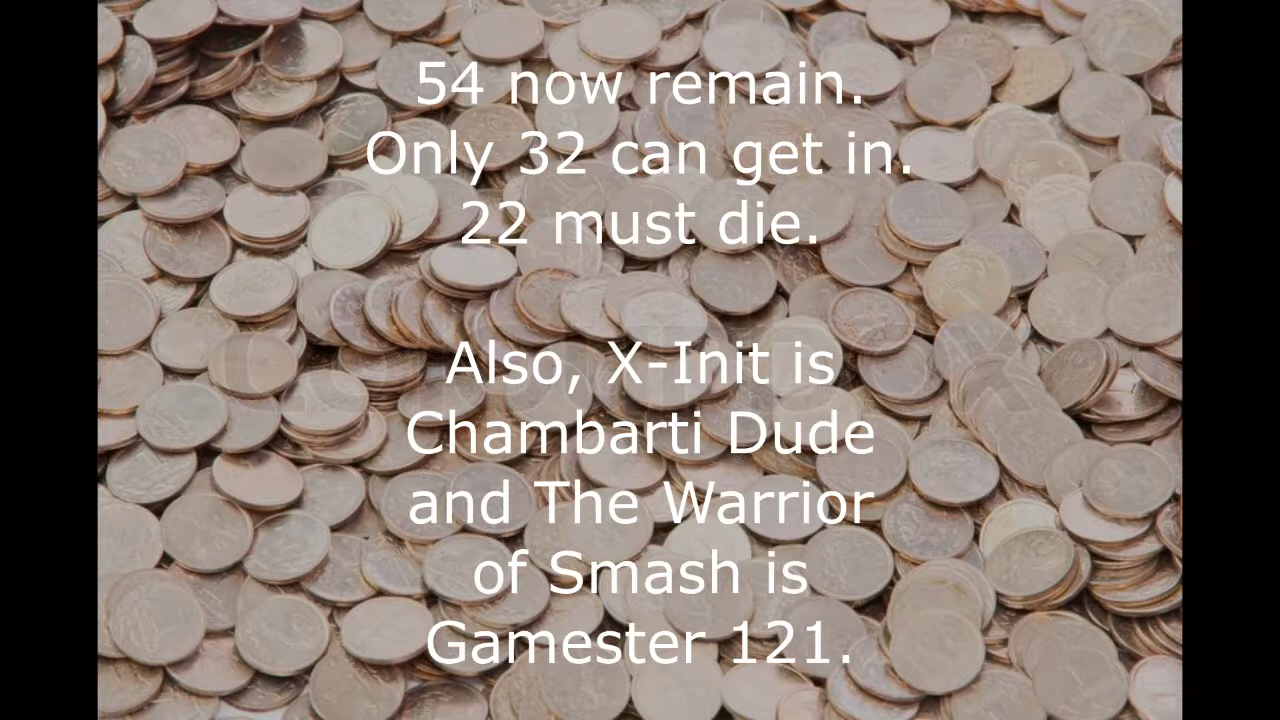 54 now remain.
Only 32 can get in.
22 must die.
Also, X-Init is
Chambarti Dude
and The Warrior
of Smash is
Gamester 121.